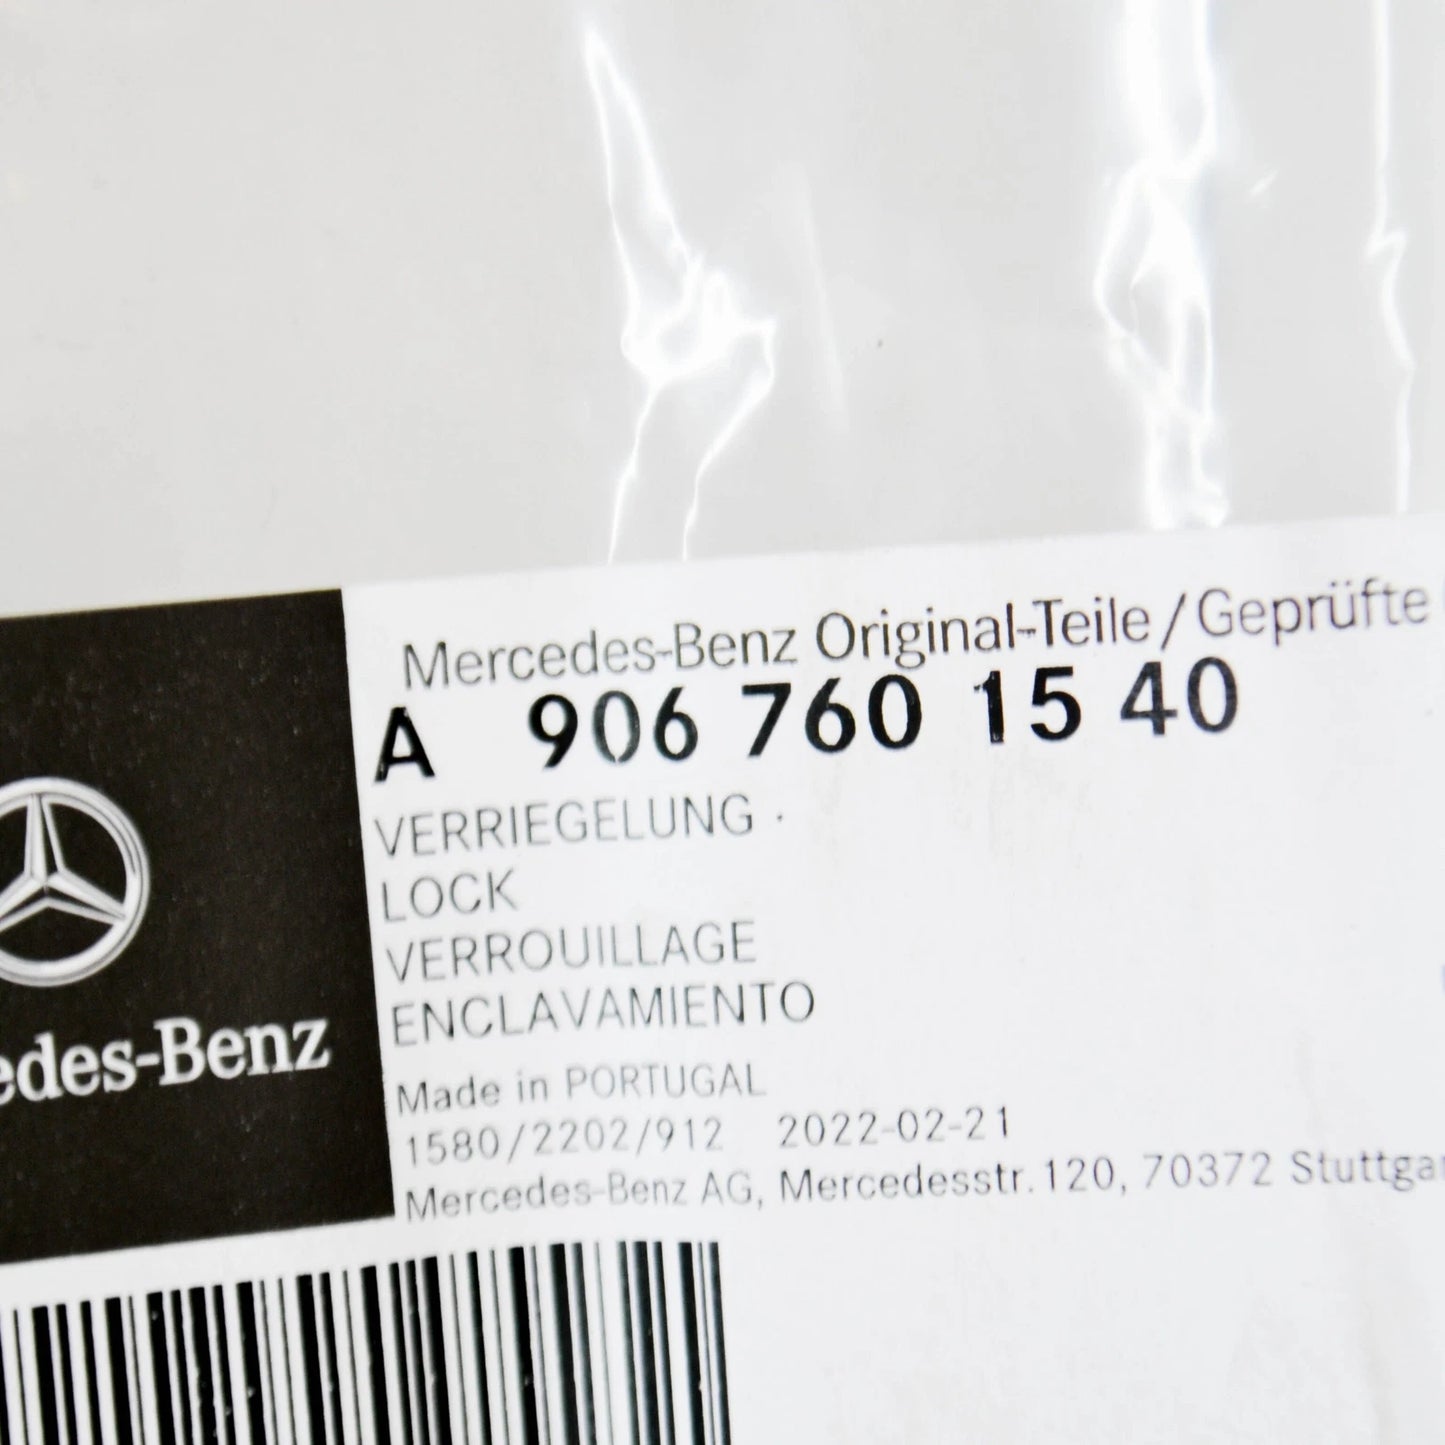 Mercedes-Benz Original-Teile / Geprüfte
A 906 760 15 40
VERRIEGELUNG ·
LOCK
VERROUILLAGE
ENCLAVAMIENTO
Made in PORTUGAL
1580/2202/912 2022-02-21
Mercedes-Benz AG, Mercedesstr. 120, 70372 Stuttgar
edes-Benz